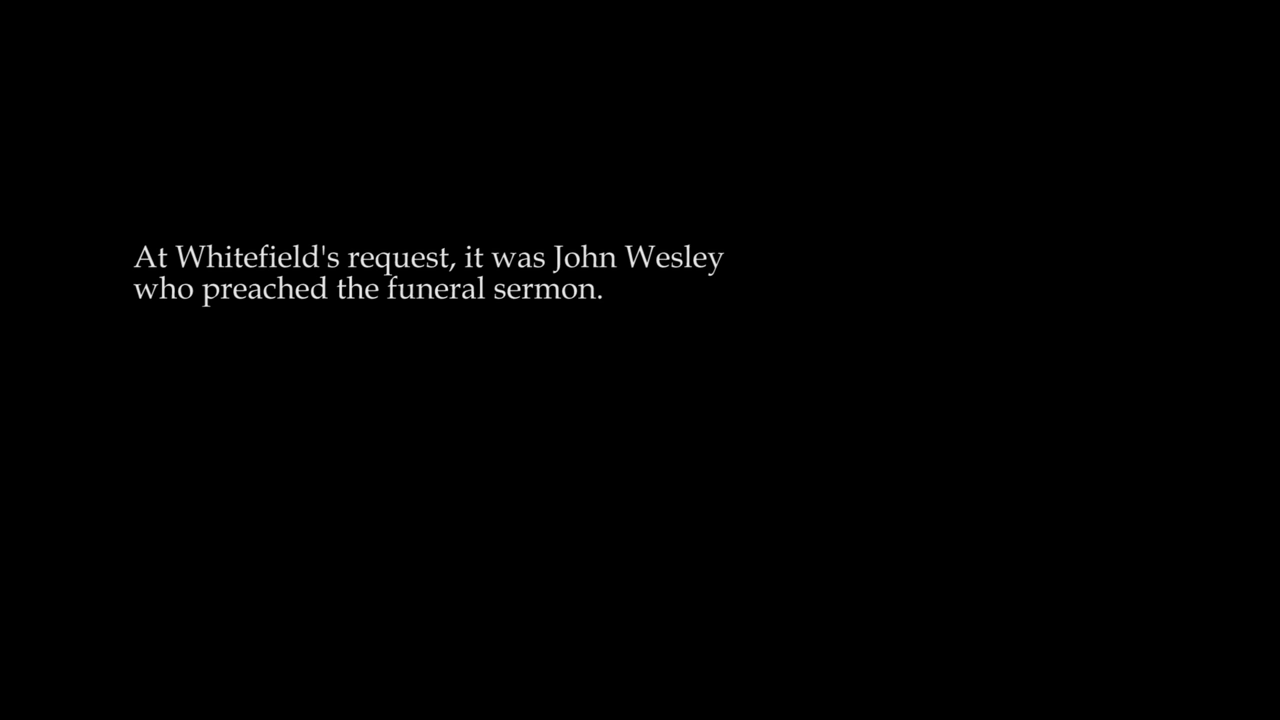 At Whitefield's request, it was John Wesley
who preached the funeral sermon.